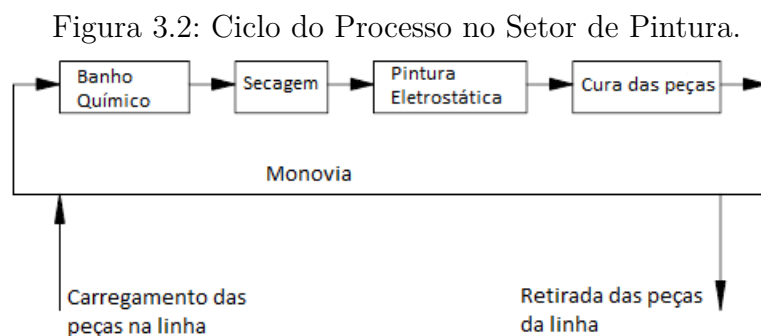 Figura 3.2: Ciclo do Processo no Setor de Pintura.
Banho
Químico
Secagem
Pintura
Eletrostática
Cura das peças
Monovia
Carregamento das
peças na linha
Retirada das peças
da linha